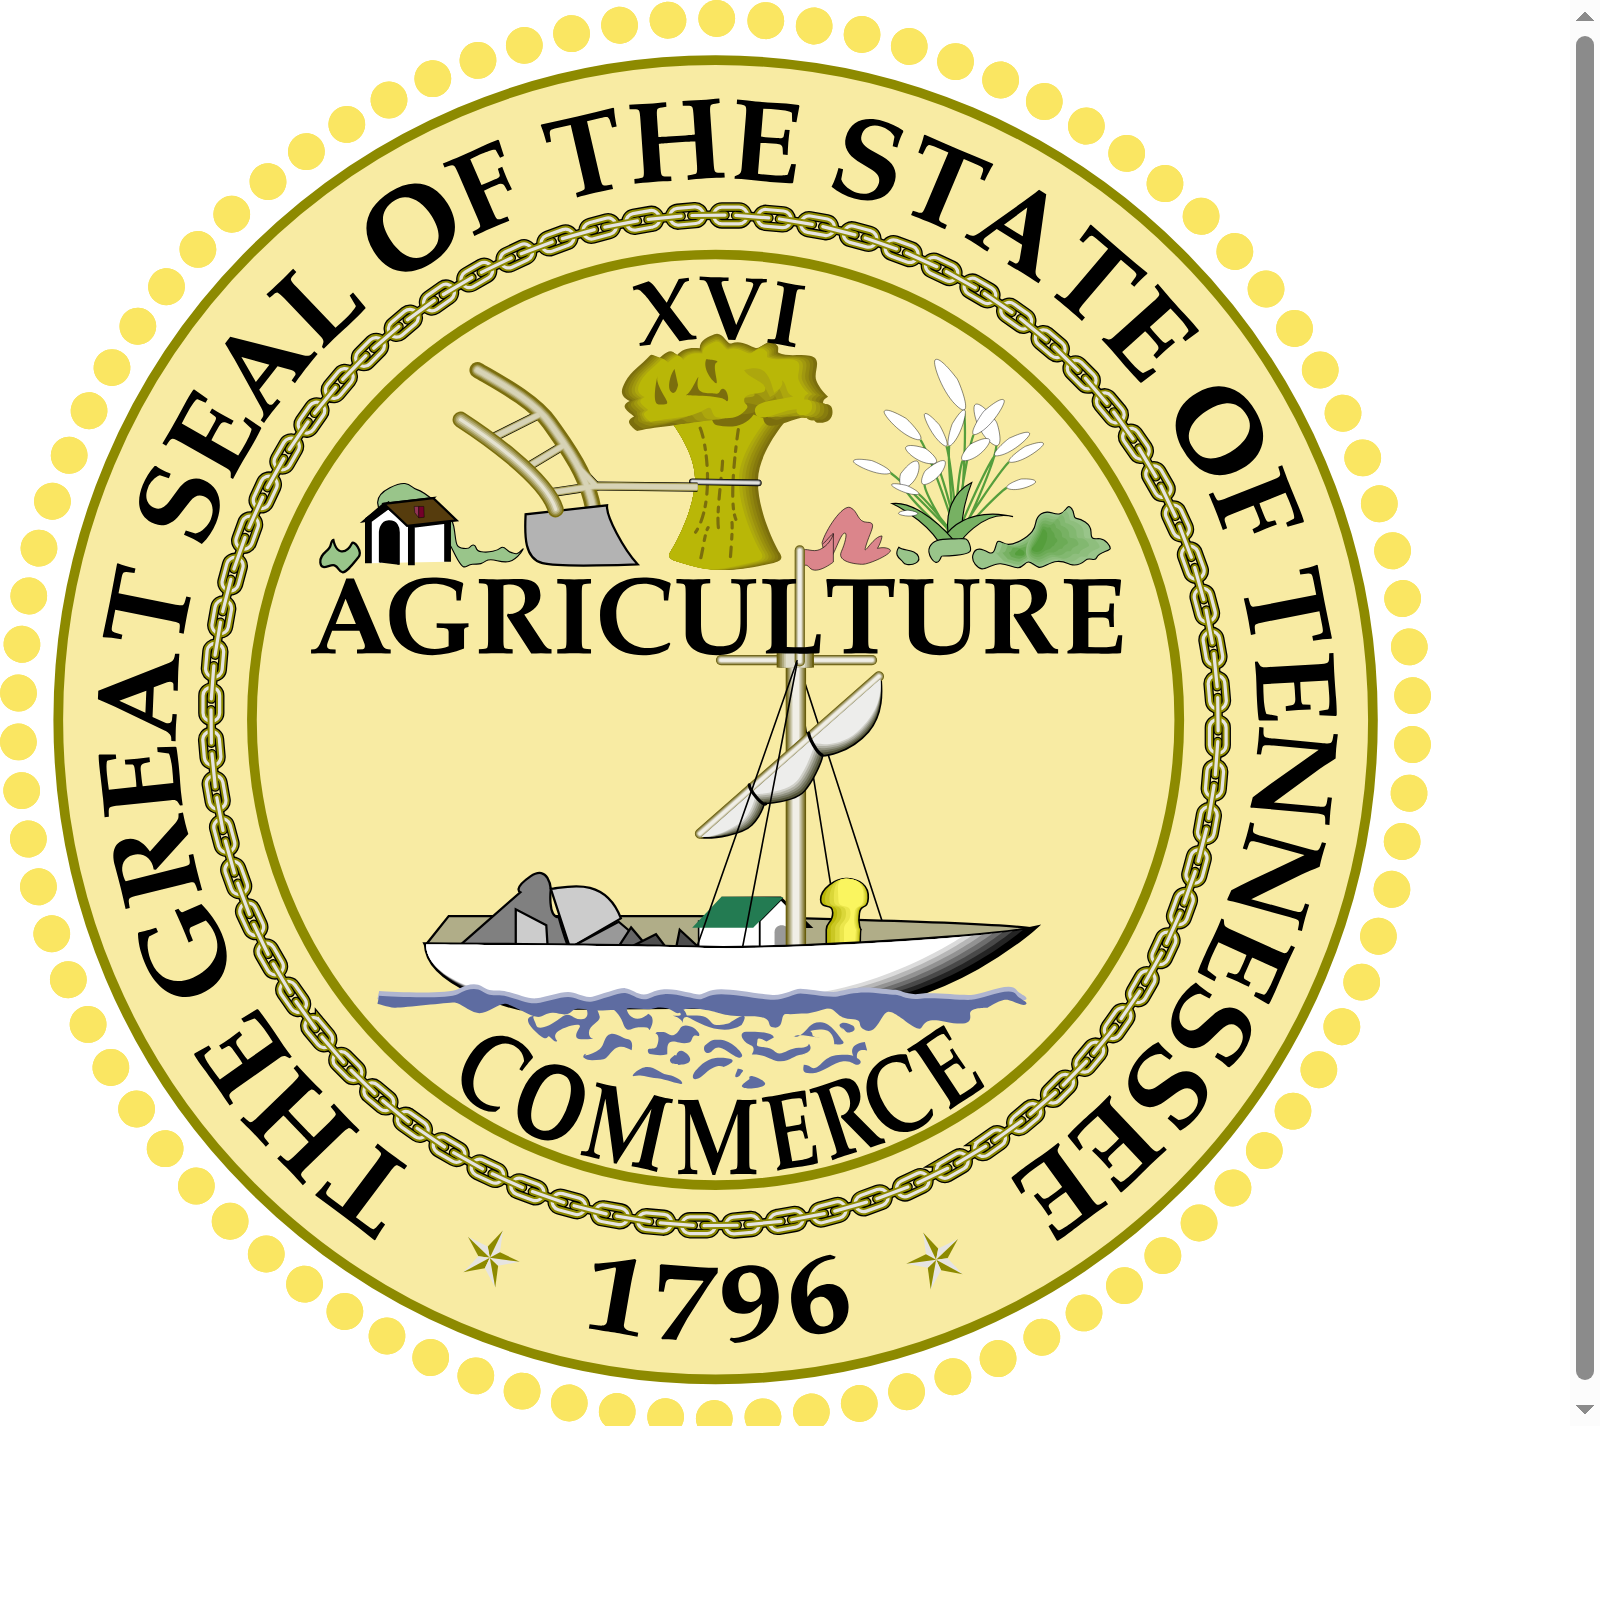 THE GREAT SEAL OF THE STATE OF TENNESSEE
XVI
AGRICULTURE
COMMERCE
1796